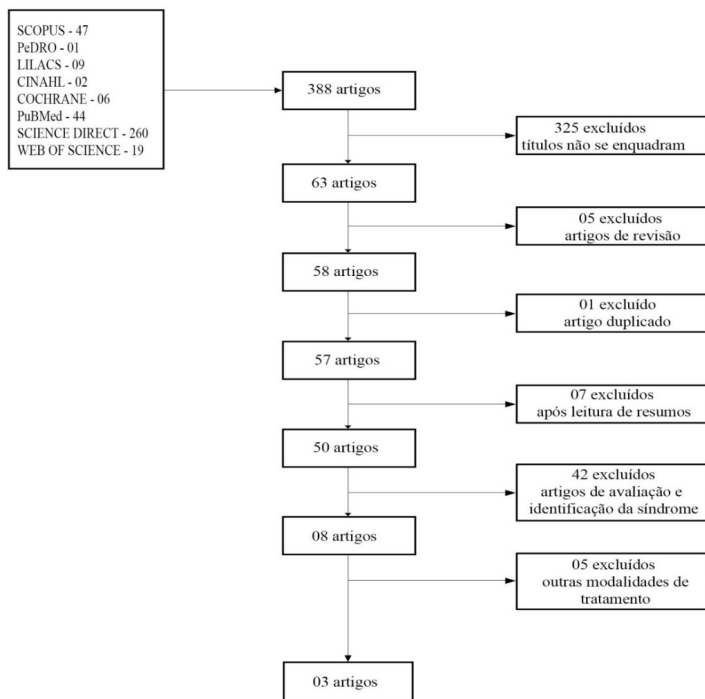 SCOPUS - 47
PeDRO - 01
LILACS - 09
CINAHL - 02
COCHRANE - 06
PuBMed - 44
SCIENCE DIRECT - 260
WEB OF SCIENCE - 19
388 artigos
325 excluídos
títulos não se enquadram
63 artigos
05 excluídos
artigos de revisão
58 artigos
01 excluído
artigo duplicado
57 artigos
07 excluídos
após leitura de resumos
50 artigos
42 excluídos
artigos de avaliação e
identificação da síndrome
08 artigos
05 excluídos
outras modalidades de
tratamento
03 artigos